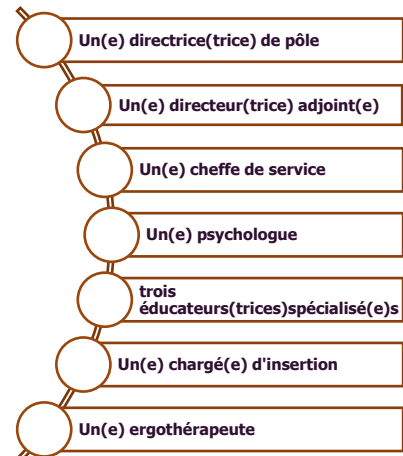 Un(e) directrice(trice) de pôle
Un(e) directeur(trice) adjoint(e)
Un(e) cheffe de service
Un(e) psychologue
trois
éducateurs(trices)spécialisé(e)s
Un(e) chargé(e) d'insertion
Un(e) ergothérapeute